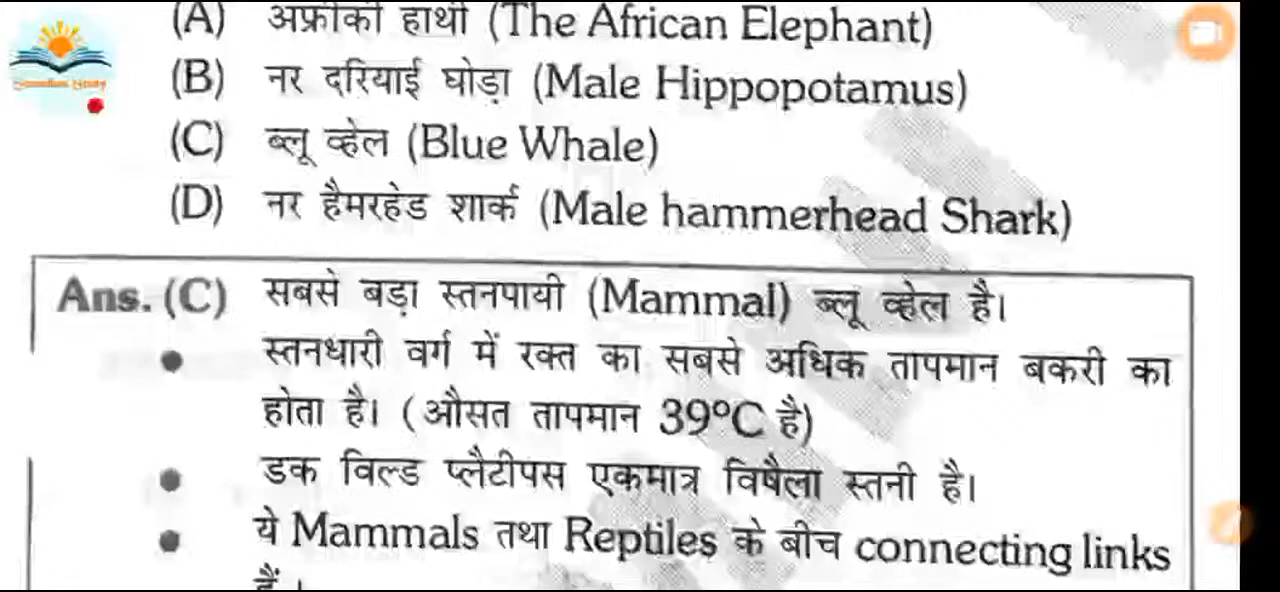 (A) अफ्रीकी हाथी (The African Elephant)
(B) नर दरियाई घोड़ा (Male Hippopotamus)
(C) ब्लू व्हेल (Blue Whale)
(D) नर हैमरहेड शार्क (Male hammerhead Shark)
Ans. (C) सबसे बड़ा स्तनपायी (Mammal) ब्लू व्हेल है।
● स्तनधारी वर्ग में रक्त का सबसे अधिक तापमान बकरी का
होता है। (औसत तापमान 39°C है)
● डक विल्ड प्लैटीपस एकमात्र विषैला स्तनी है।
● ये Mammals तथा Reptiles के बीच connecting links
हैं।